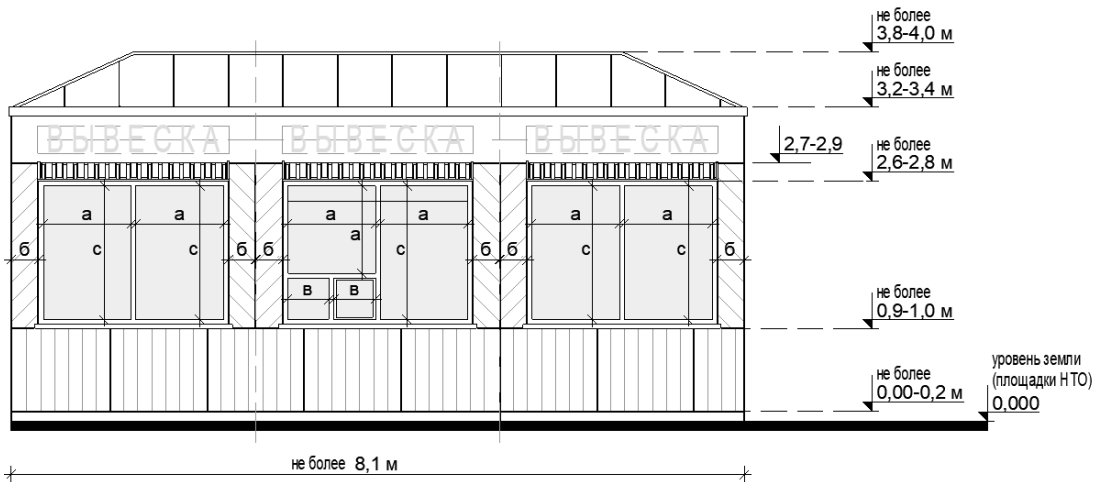 не более
3,8-4,0 м
не более
3,2-3,4 м
ВЫВЕСКА ВЫВЕСКА ВЫВЕСКА
2,7-2,9
не более
2,6-2,8 м
а а а а а а
б с с б б а с б б с с б
в в
не более
0,9-1,0 м
уровень земли
(площадки НТО)
0,000
не более
0,00-0,2 м
не более 8,1 м